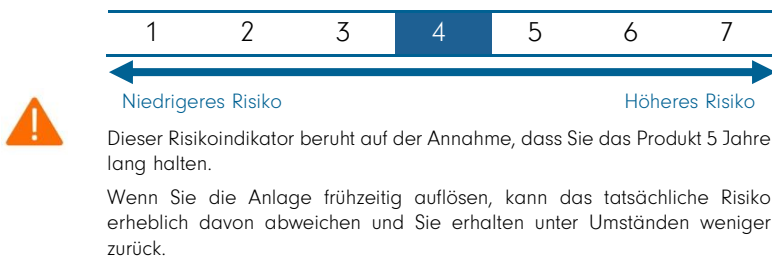 1 2 3 4 5 6 7
Niedrigeres Risiko Höheres Risiko
Dieser Risikoindikator beruht auf der Annahme, dass Sie das Produkt 5 Jahre
lang halten.
Wenn Sie die Anlage frühzeitig auflösen, kann das tatsächliche Risiko
erheblich davon abweichen und Sie erhalten unter Umständen weniger
zurück.